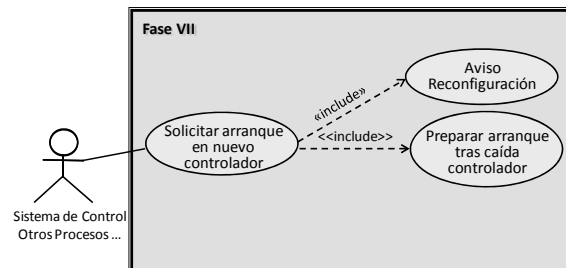 Fase VII
Aviso
Reconfiguración
«include»
<<include>>
Solicitar arranque
en nuevo
controlador
Preparar arranque
tras caída
controlador
Sistema de Control
Otros Procesos ...